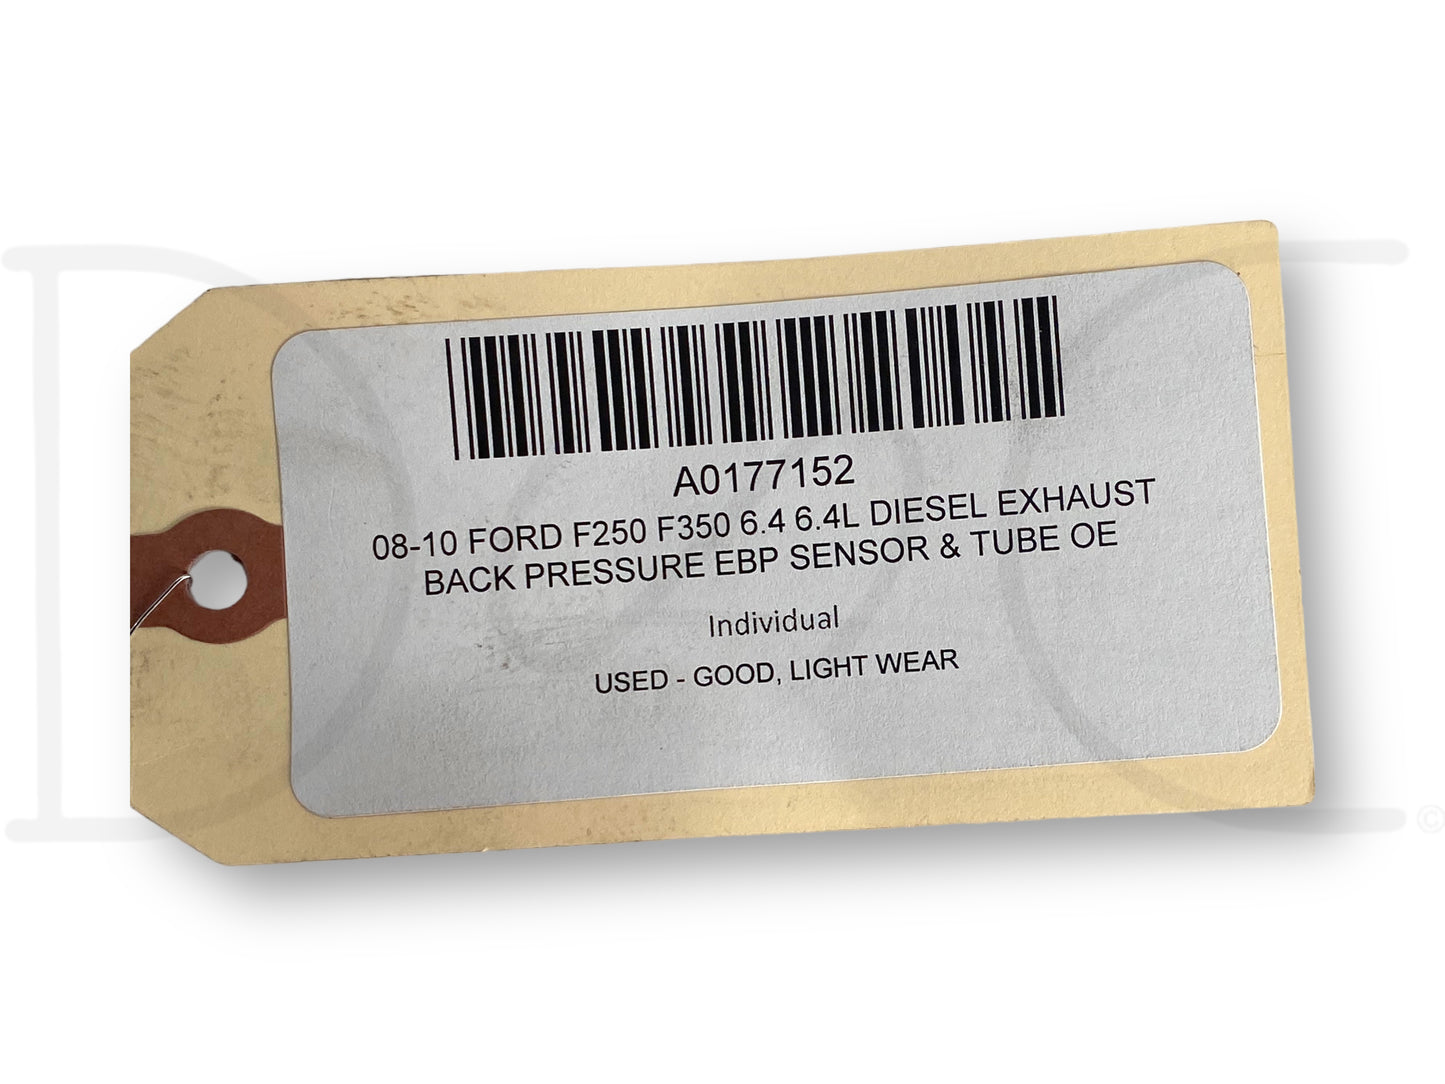 A0177152
08-10 FORD F250 F350 6.4 6.4L DIESEL EXHAUST
BACK PRESSURE EBP SENSOR & TUBE OE
Individual
USED - GOOD, LIGHT WEAR
©